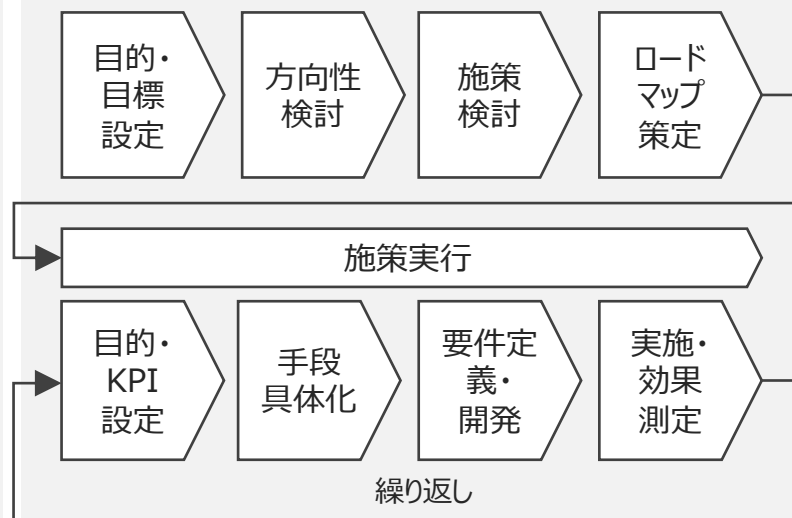 目的・
目標
設定
方向性
検討
施策
検討
ロード
マップ
策定
施策実行
目的・
KPI
設定
手段
具体化
要件定
義・
開発
実施・
効果
測定
繰り返し